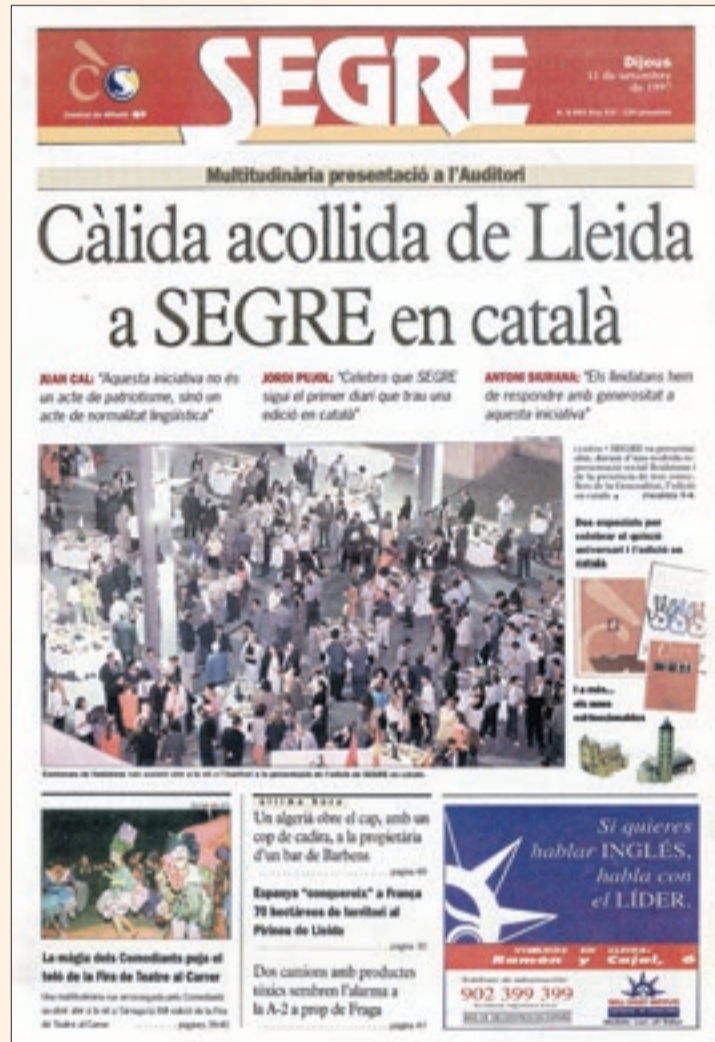 SEGRE
Dijous
11 de setembre
de 1997
Multitudinària presentació a l'Auditori
Càlida acollida de Lleida
a SEGRE en català
JUAN CAL: "Aquesta iniciativa no és
un acte de patriotisme, sinó un
acte de normalitat lingüística"
JORDI PUJOL: "Celebro que SEGRE
sigui el primer diari que trau una
edició en català"
ANTONI SIURANA: "Els lleidatans hem
de respondre amb generositat a
aquesta iniciativa"
Dos especials per
celebrar el quinzè
aniversari i l'edició en
català
I a més...
els nous
col·leccionables
La màgia dels Comediants puja el
teló de la Fira de Teatre al Carrer
última hora
Un algerià obre el cap, amb un
cop de cadira, a la propietària
d'un bar de Barbens
Espanya "conquereix" a França
70 hectàrees de territori al
Pirineu de Lleida
Dos camions amb productes
tòxics sembren l'alarma a
la A-2 a prop de Fraga
Si quieres
hablar INGLÉS,
habla con
el LÍDER.
Ramón y Cajal, 6
Teléfono de información
902 399 399